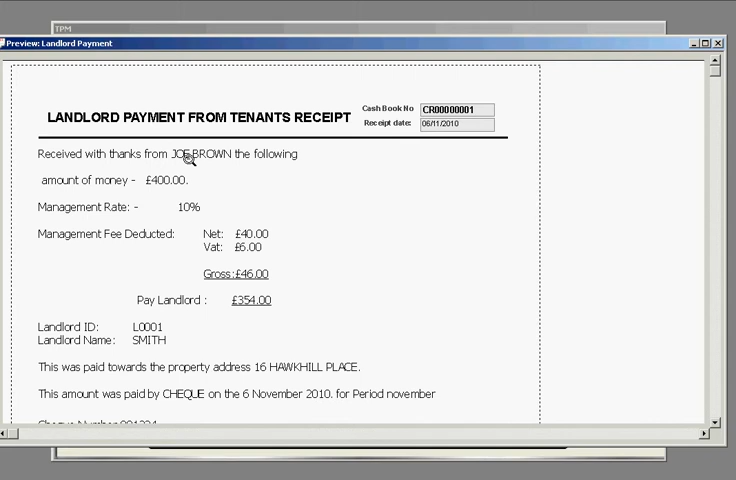 TPM
Preview: Landlord Payment
LANDLORD PAYMENT FROM TENANTS RECEIPT
Cash Book No CR00000001
Receipt date: 06/11/2010
Received with thanks from JOE BROWN the following
amount of money - £400.00.
Management Rate: - 10%
Management Fee Deducted: Net: £40.00
Vat: £6.00
Gross: £46.00
Pay Landlord : £354.00
Landlord ID: L0001
Landlord Name: SMITH
This was paid towards the property address 16 HAWKHILL PLACE.
This amount was paid by CHEQUE on the 6 November 2010. for Period november
Cheque Number